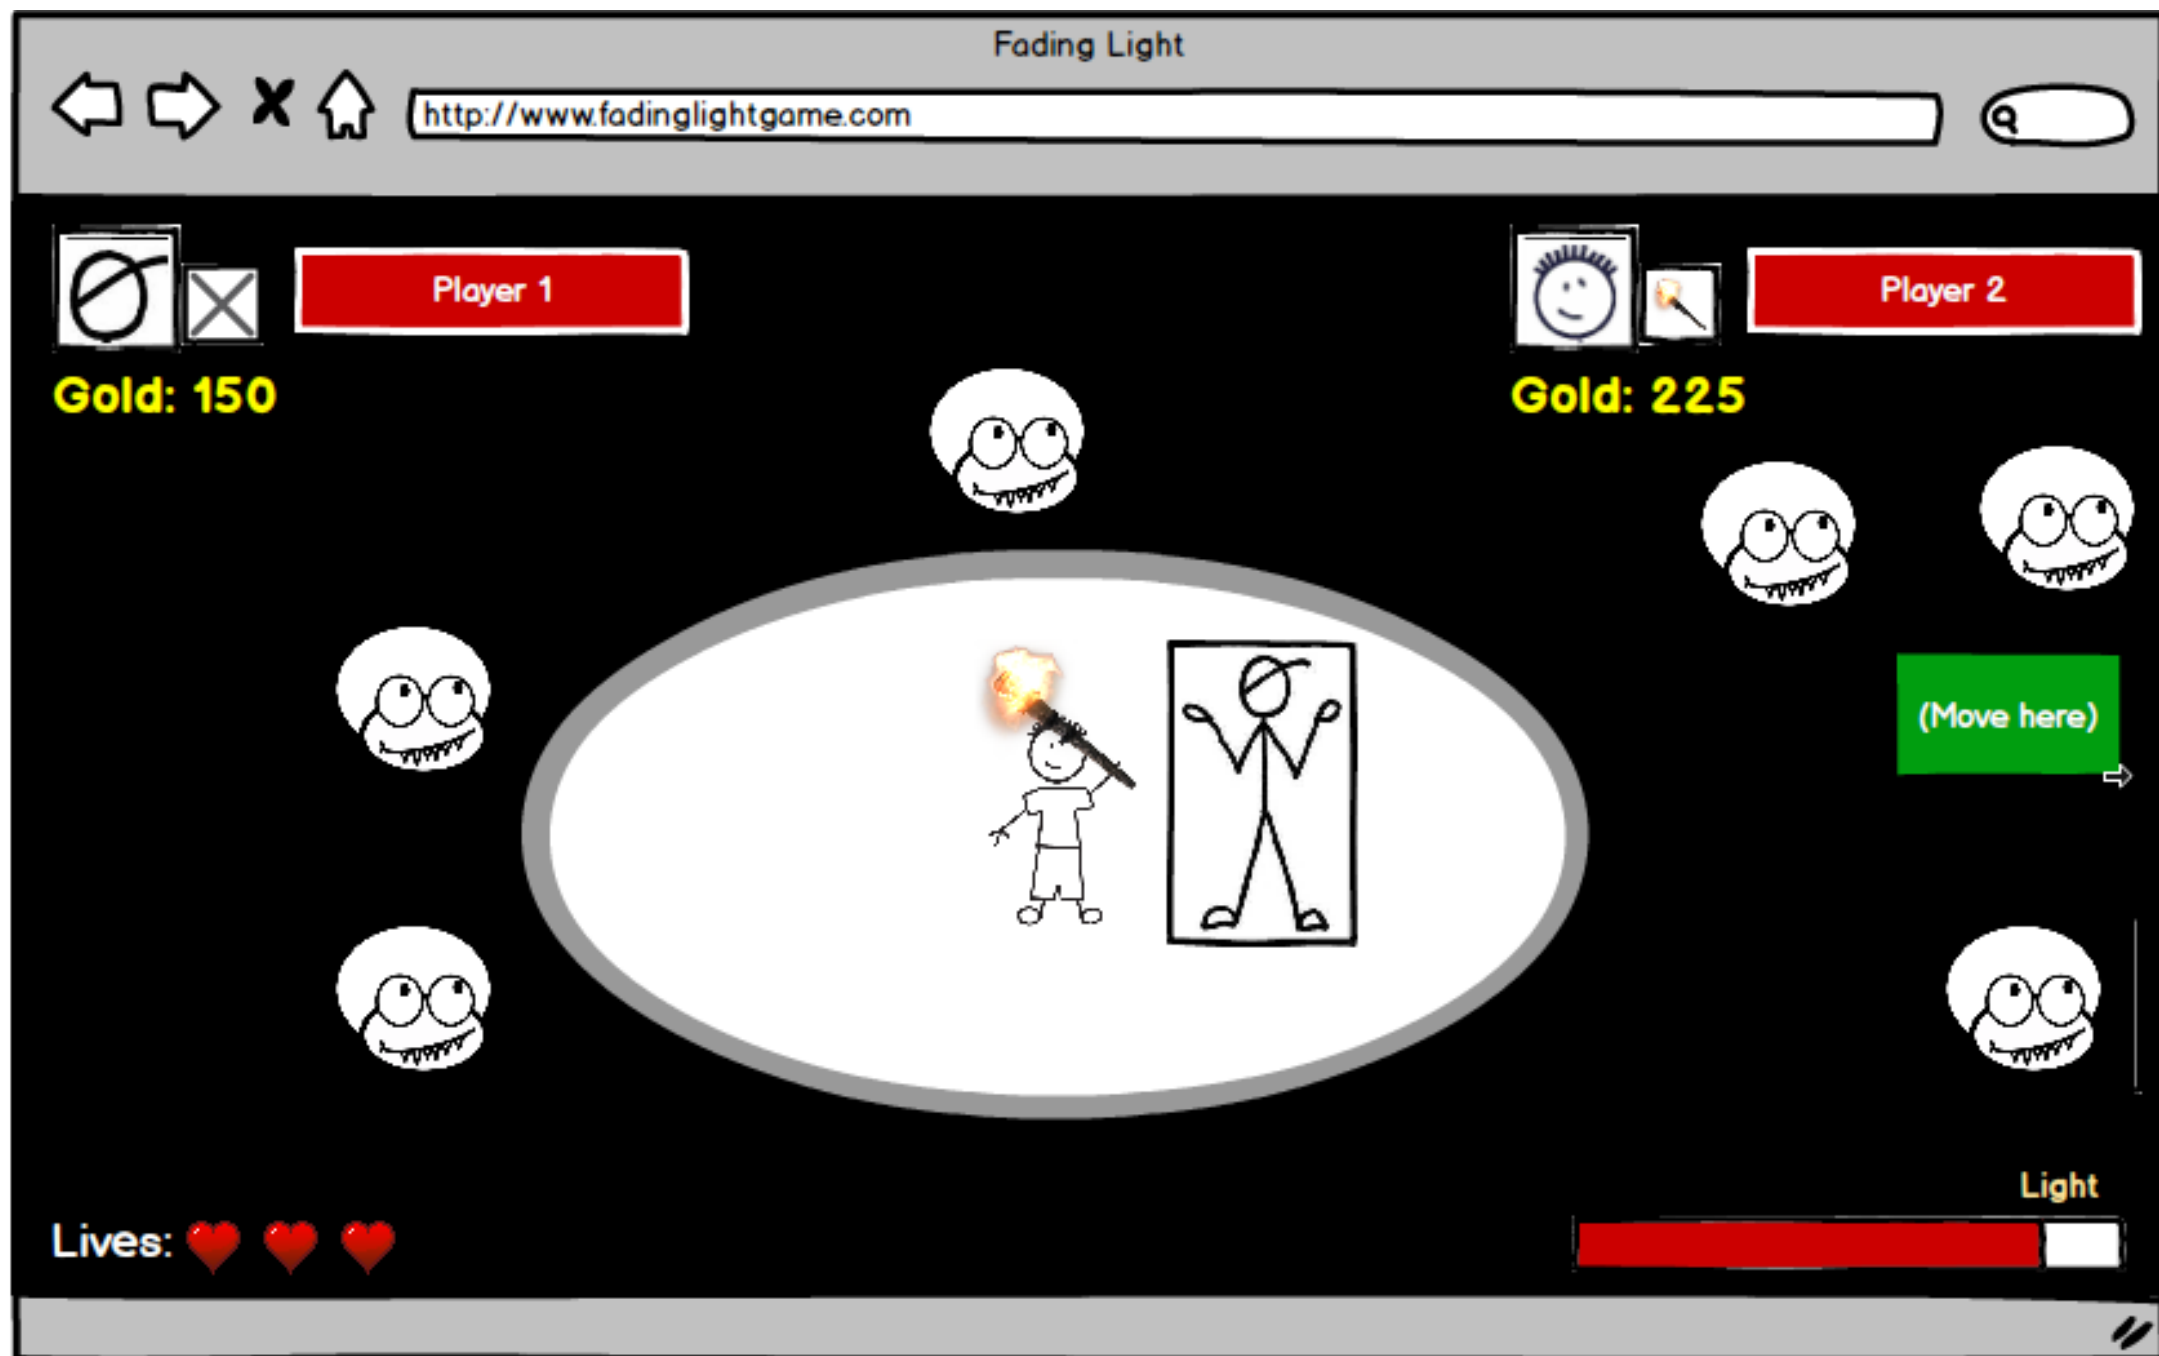 Fading Light
http://www.fadinglightgame.com
Player 1
Player 2
Gold: 150
Gold: 225
(Move here)
Light
Lives: